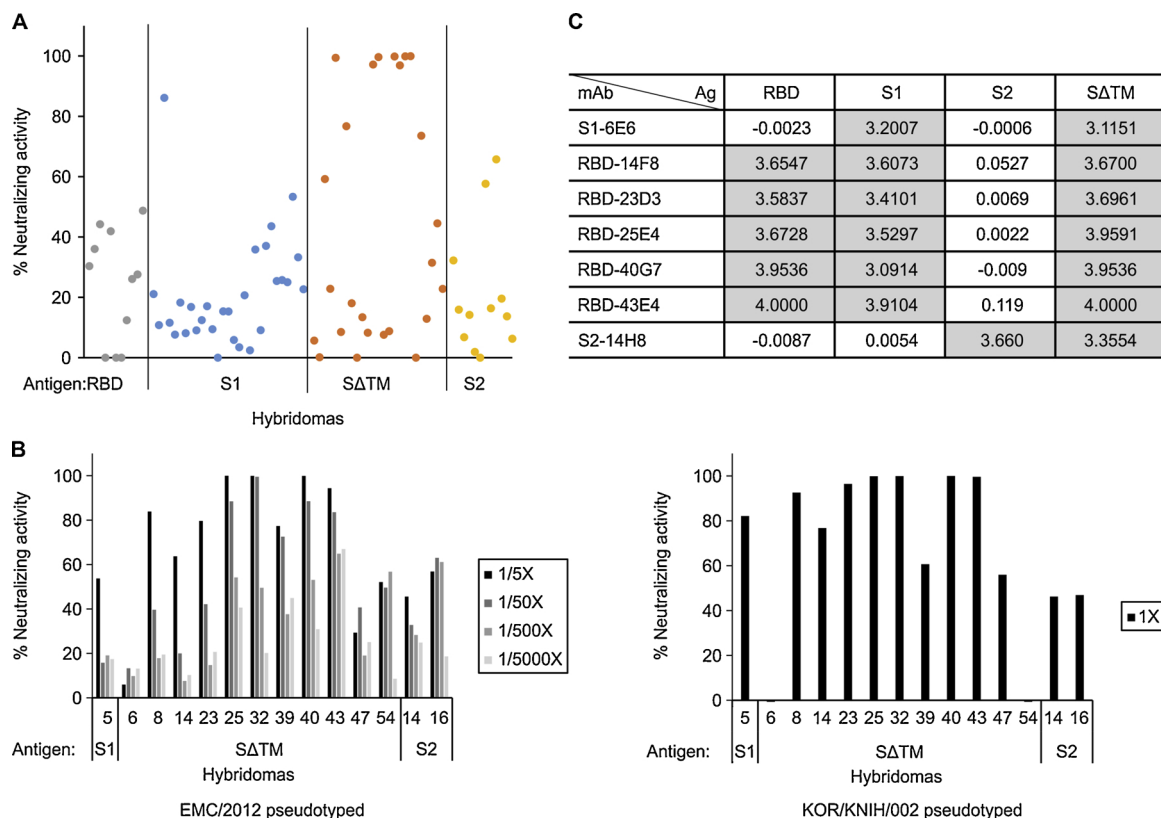 A
% Neutralizing activity
100
80
60
40
20
0
Antigen:RBD S1 SΔTM S2
Hybridomas
C
mAb Ag RBD S1 S2 SΔTM
S1-6E6 -0.0023 3.2007 -0.0006 3.1151
RBD-14F8 3.6547 3.6073 0.0527 3.6700
RBD-23D3 3.5837 3.4101 0.0069 3.6961
RBD-25E4 3.6728 3.5297 0.0022 3.9591
RBD-40G7 3.9536 3.0914 -0.009 3.9536
RBD-43E4 4.0000 3.9104 0.119 4.0000
S2-14H8 -0.0087 0.0054 3.660 3.3554
B
% Neutralizing activity
100
80
60
40
20
0
5 6 8 14 23 25 32 39 40 43 47 54 14 16
Antigen: S1 SΔTM S2
Hybridomas
EMC/2012 pseudotyped
1/5X
1/50X
1/500X
1/5000X
% Neutralizing activity
100
80
60
40
20
0
5 6 8 14 23 25 32 39 40 43 47 54 14 16
Antigen: S1 SΔTM S2
Hybridomas
KOR/KNIH/002 pseudotyped
1X